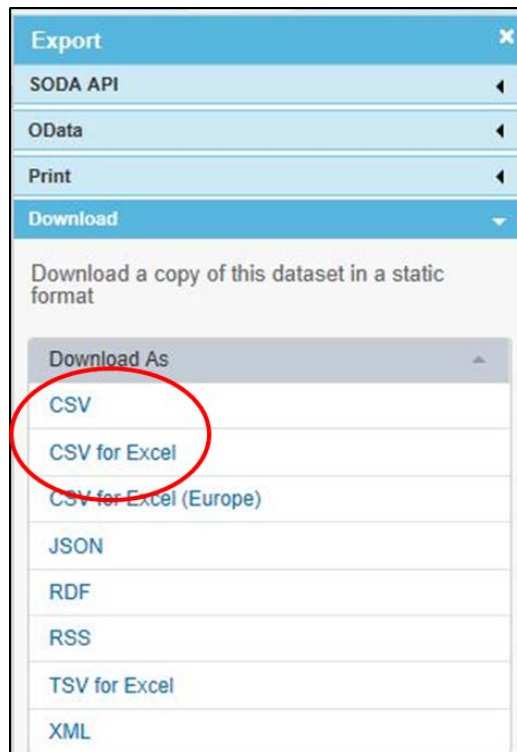 Export
SODA API
OData
Print
Download
Download a copy of this dataset in a static
format
Download As
CSV
CSV for Excel
CSV for Excel (Europe)
JSON
RDF
RSS
TSV for Excel
XML